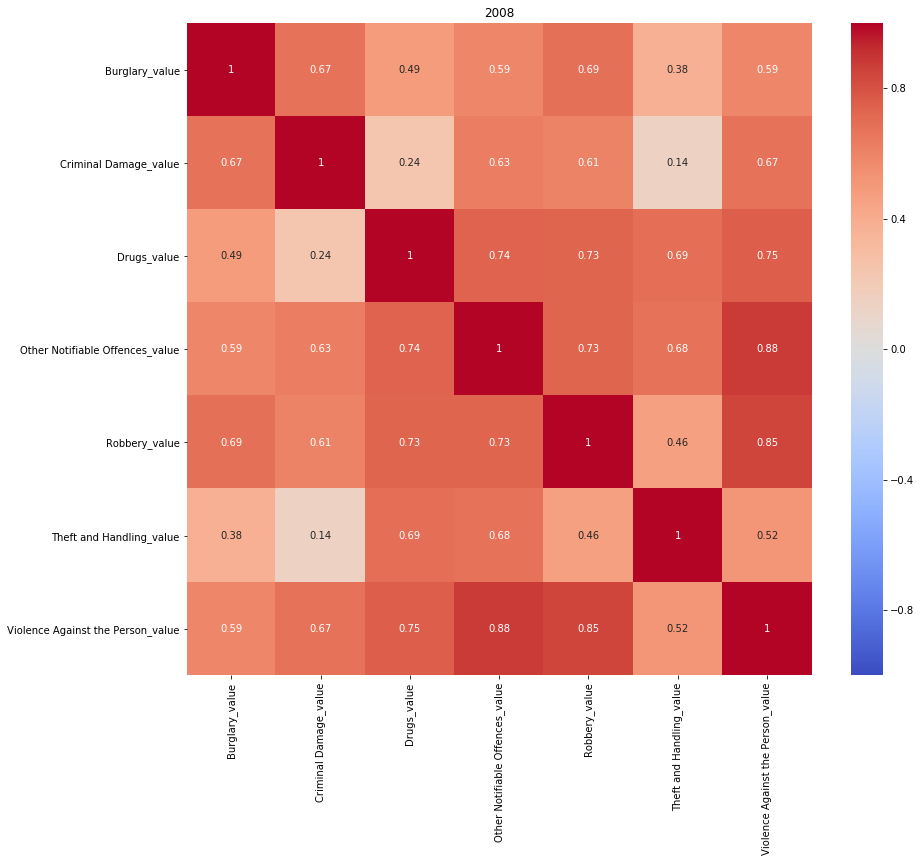 2008
Burglary_value 1 0.67 0.49 0.59 0.69 0.38 0.59
Criminal Damage_value 0.67 1 0.24 0.63 0.61 0.14 0.67
Drugs_value 0.49 0.24 1 0.74 0.73 0.69 0.75
Other Notifiable Offences_value 0.59 0.63 0.74 1 0.73 0.68 0.88
Robbery_value 0.69 0.61 0.73 0.73 1 0.46 0.85
Theft and Handling_value 0.38 0.14 0.69 0.68 0.46 1 0.52
Violence Against the Person_value 0.59 0.67 0.75 0.88 0.85 0.52 1
Burglary_value
Criminal Damage_value
Drugs_value
Other Notifiable Offences_value
Robbery_value
Theft and Handling_value
Violence Against the Person_value
0.8
0.4
0.0
−0.4
−0.8